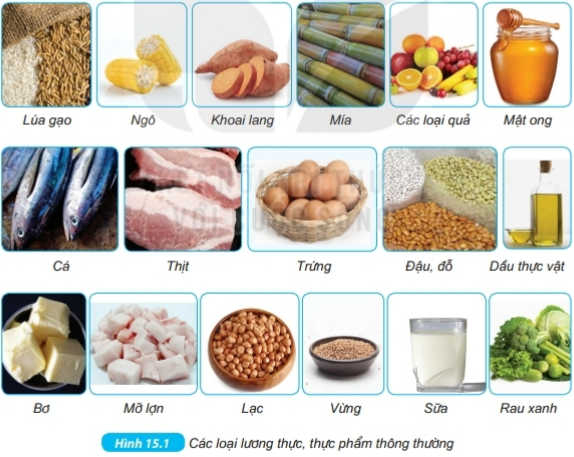 Lúa gạo Ngô Khoai lang Mía Các loại quả Mật ong
Cá Thịt Trứng Đậu, đỗ Dầu thực vật
Bơ Mỡ lợn Lạc Vừng Sữa Rau xanh
Hình 15.1 Các loại lương thực, thực phẩm thông thường